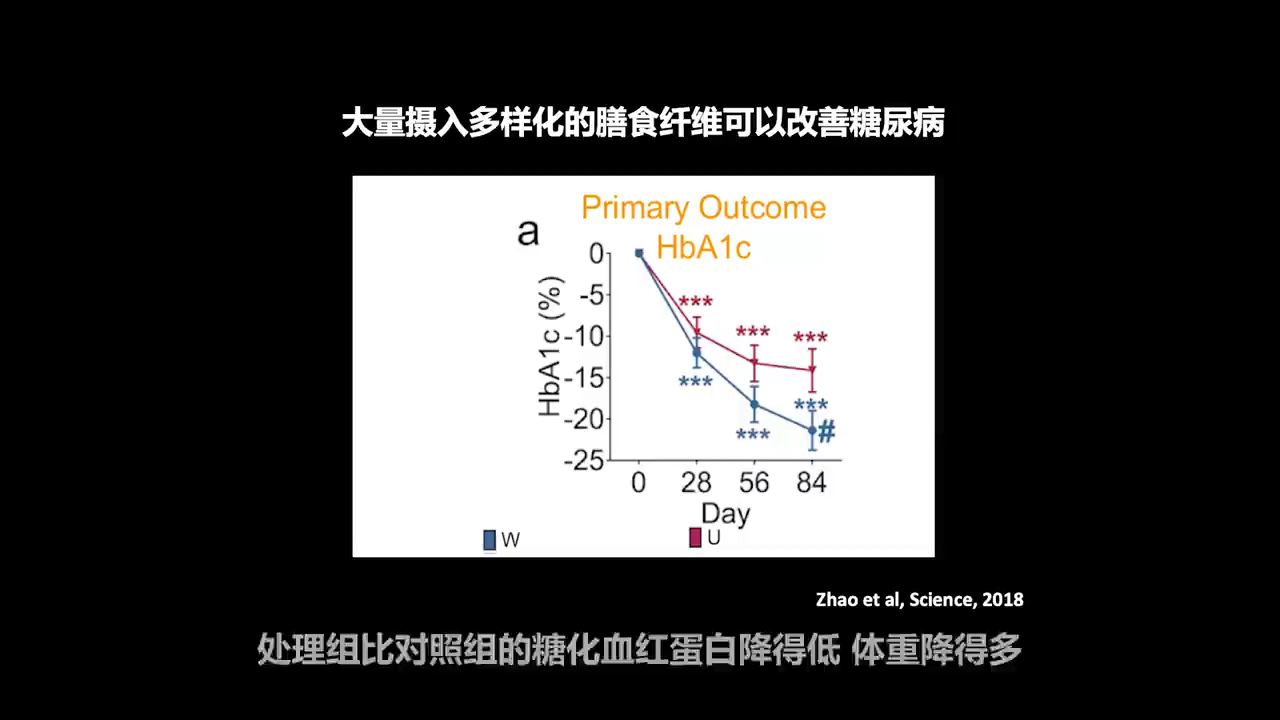 大量摄入多样化的膳食纤维可以改善糖尿病
Primary Outcome
a
HbA1c
HbA1c (%)
0
-5
-10
-15
-20
-25
***
***
***
***
***
***
#
0 28 56 84
Day
W U
Zhao et al, Science, 2018
处理组比对照组的糖化血红蛋白降得低 体重降得多